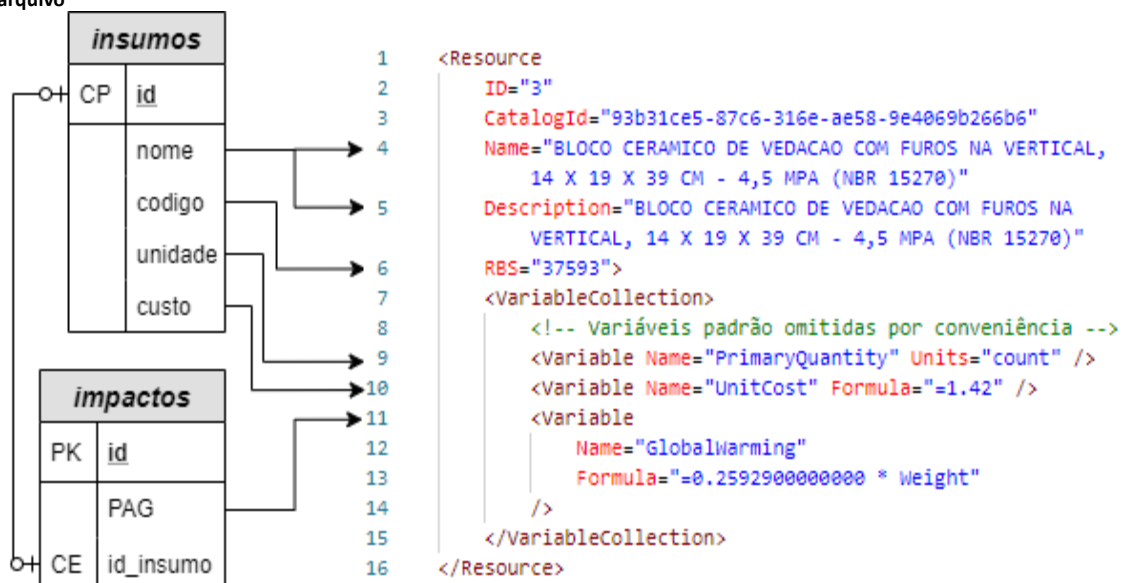 arquivo
insumos
CP id
nome
codigo
unidade
custo
impactos
PK id
PAG
CE id_insumo
1 <Resource
2 ID="3"
3 CatalogId="93b31ce5-87c6-316e-ae58-9e4069b266b6"
4 Name="BLOCO CERAMICO DE VEDACAO COM FUROS NA VERTICAL,
14 X 19 X 39 CM - 4,5 MPA (NBR 15270)"
5 Description="BLOCO CERAMICO DE VEDACAO COM FUROS NA
VERTICAL, 14 X 19 X 39 CM - 4,5 MPA (NBR 15270)"
6 RBS="37593">
7 <VariableCollection>
8 <!-- Variáveis padrão omitidas por conveniência -->
9 <Variable Name="PrimaryQuantity" Units="count" />
10 <Variable Name="UnitCost" Formula="=1.42" />
11 <Variable
12 Name="GlobalWarming"
13 Formula="=0.2592900000000 * Weight"
14 />
15 </VariableCollection>
16 </Resource>